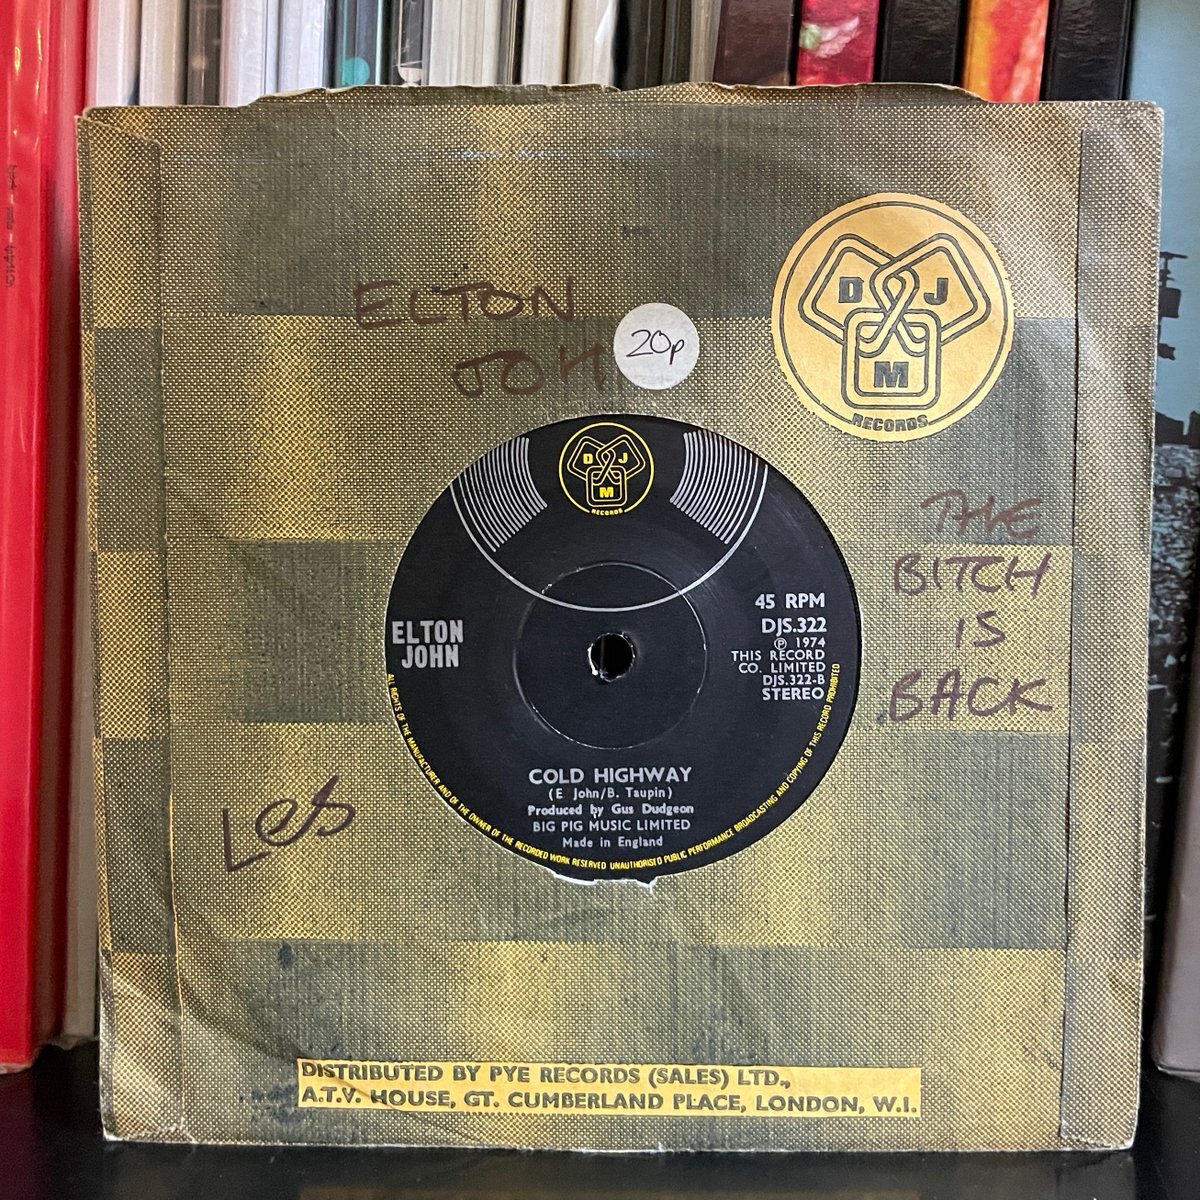 ELTON
JOH
20p
D J
M
RECORDS
D J
M
RECORDS
ELTON
JOHN
45 RPM
DJS.322
Ⓟ 1974
THIS RECORD
CO. LIMITED
DJS.322-B
STEREO
THE
BITCH
IS
BACK
COLD HIGHWAY
(E John/B. Taupin)
Produced by Gus Dudgeon
BIG PIG MUSIC LIMITED
Made in England
ALL RIGHTS OF THE MANUFACTURER AND OF THE OWNER OF THE RECORDED WORK RESERVED UNAUTHORISED PUBLIC PERFORMANCE BROADCASTING AND COPYING OF THIS RECORD PROHIBITED
Les
DISTRIBUTED BY PYE RECORDS (SALES) LTD.,
A.T.V. HOUSE, GT. CUMBERLAND PLACE, LONDON, W.I.